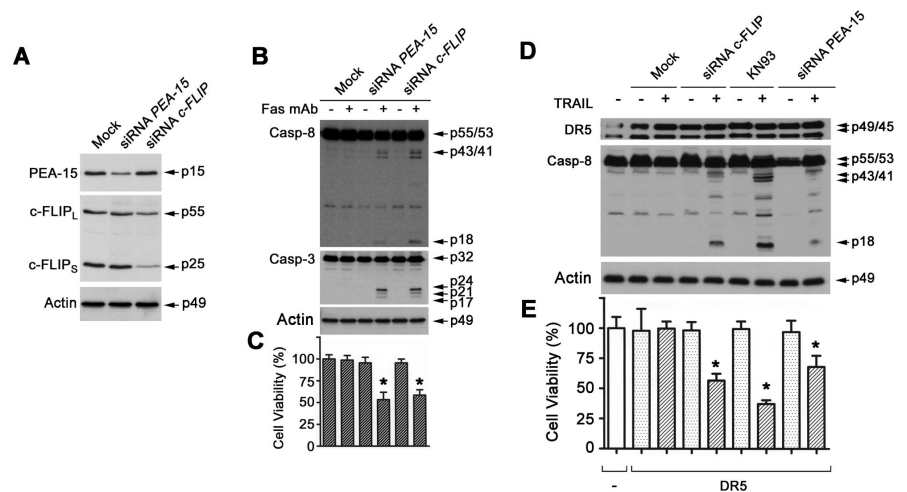 A
Mock
siRNA PEA-15
siRNA c-FLIP
PEA-15
p15
c-FLIPL
p55
c-FLIPS
p25
Actin
p49
B
Mock
siRNA PEA-15
siRNA c-FLIP
Fas mAb - + - + - +
Casp-8
p55/53
p43/41
p18
Casp-3
p32
p24
p21
p17
Actin
p49
C
Cell Viability (%)
100
75
50
25
0
* *
D
Mock
siRNA c-FLIP
KN93
siRNA PEA-15
TRAIL - - + - + - + - +
DR5
p49/45
Casp-8
p55/53
p43/41
p18
Actin
p49
E
Cell Viability (%)
100
75
50
25
0
* * *
- DR5